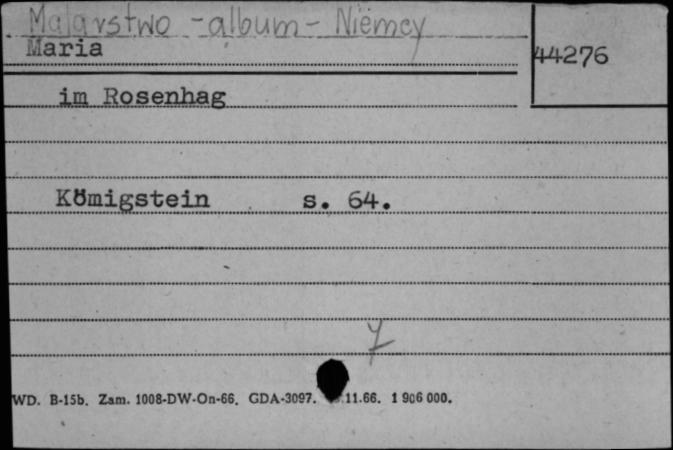 Malarstwo - album - Niemcy
Maria
44276
im Rosenhag
Kömigstein s. 64.
WD. B-15b. Zam. 1008-DW-On-66. GDA-3097. .11.66. 1 906 000.